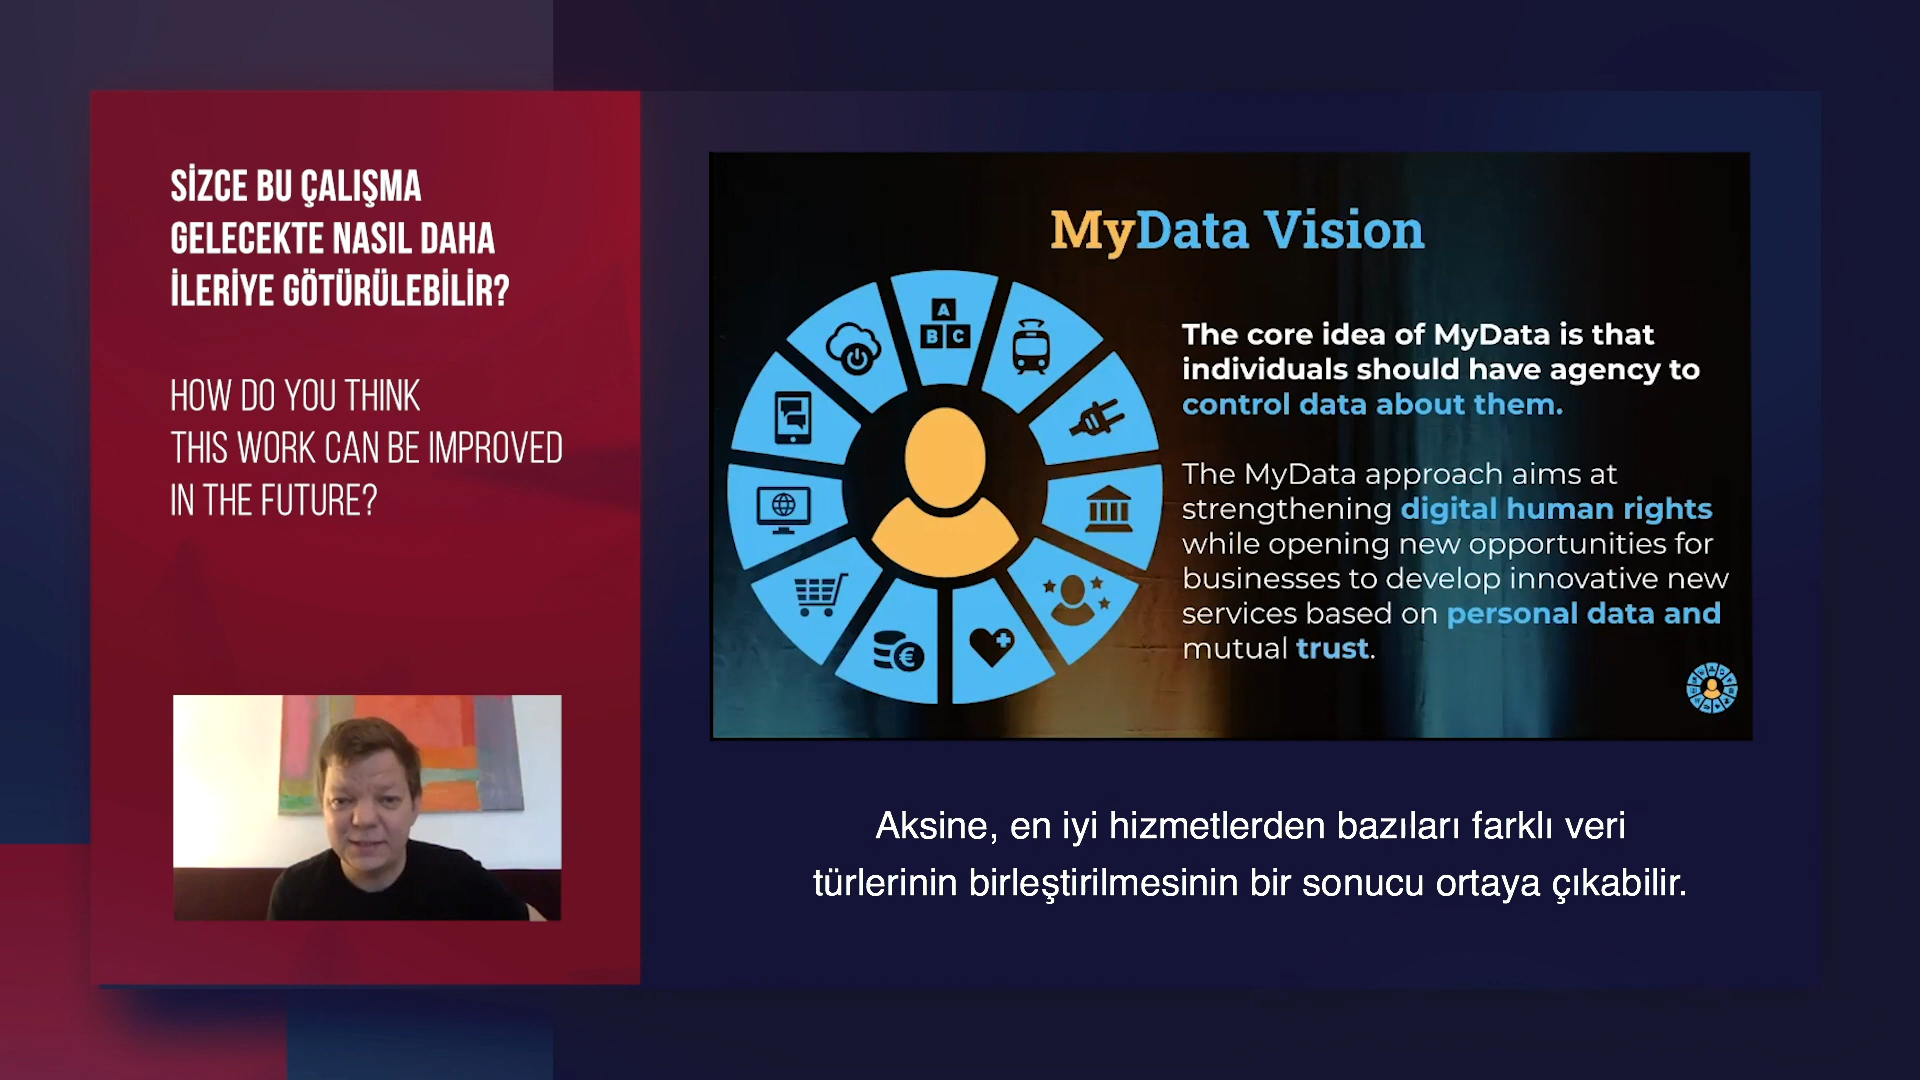 SİZCE BU ÇALIŞMA
GELECEKTE NASIL DAHA
İLERİYE GÖTÜRÜLEBİLİR?
HOW DO YOU THINK
THIS WORK CAN BE IMPROVED
IN THE FUTURE?
MyData Vision
A
B C
€
The core idea of MyData is that
individuals should have agency to
control data about them.
The MyData approach aims at
strengthening digital human rights
while opening new opportunities for
businesses to develop innovative new
services based on personal data and
mutual trust.
Aksine, en iyi hizmetlerden bazıları farklı veri
türlerinin birleştirilmesinin bir sonucu ortaya çıkabilir.